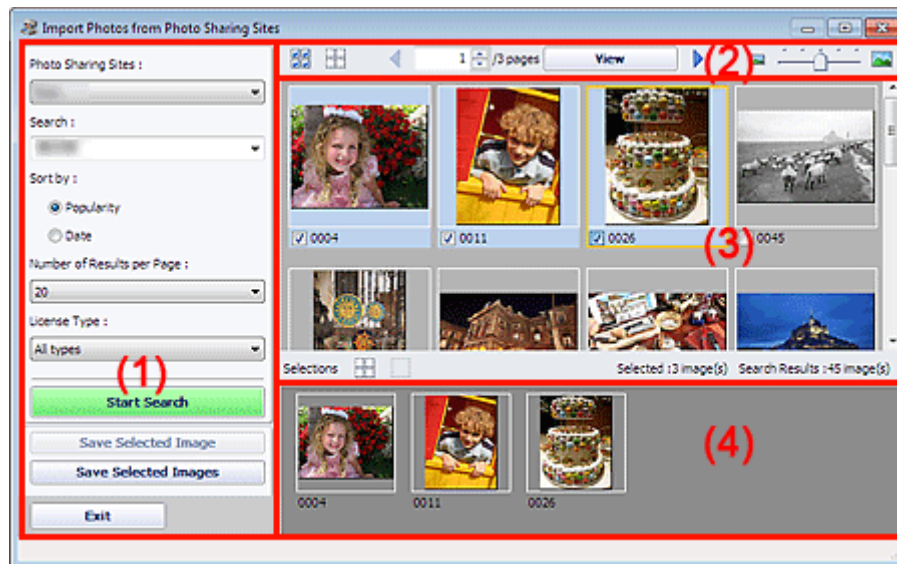 Import Photos from Photo Sharing Sites
Photo Sharing Sites :
Search :
Sort by :
Popularity
Date
Number of Results per Page :
20
License Type :
All types
(1)
Start Search
Save Selected Image
Save Selected Images
Exit
1 /3 pages View (2)
0004 0011 0026 (3) 0045
Selections Selected :3 image(s) Search Results :45 image(s)
(4)
0004 0011 0026